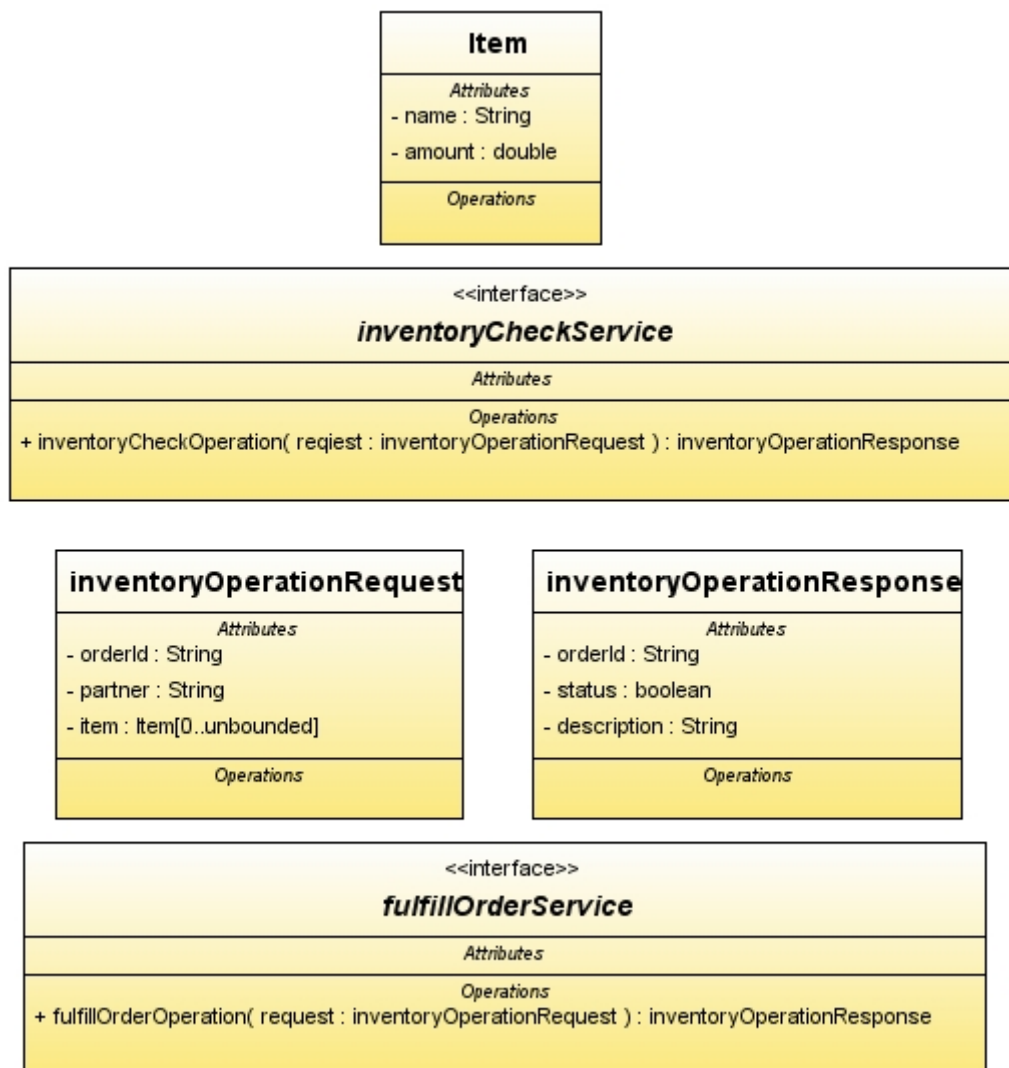 Item
Attributes
- name : String
- amount : double
Operations
<<interface>>
inventoryCheckService
Attributes
Operations
+ inventoryCheckOperation( reqiest : inventoryOperationRequest ) : inventoryOperationResponse
inventoryOperationRequest
Attributes
- orderId : String
- partner : String
- item : Item[0..unbounded]
Operations
inventoryOperationResponse
Attributes
- orderId : String
- status : boolean
- description : String
Operations
<<interface>>
fulfillOrderService
Attributes
Operations
+ fulfillOrderOperation( request : inventoryOperationRequest ) : inventoryOperationResponse